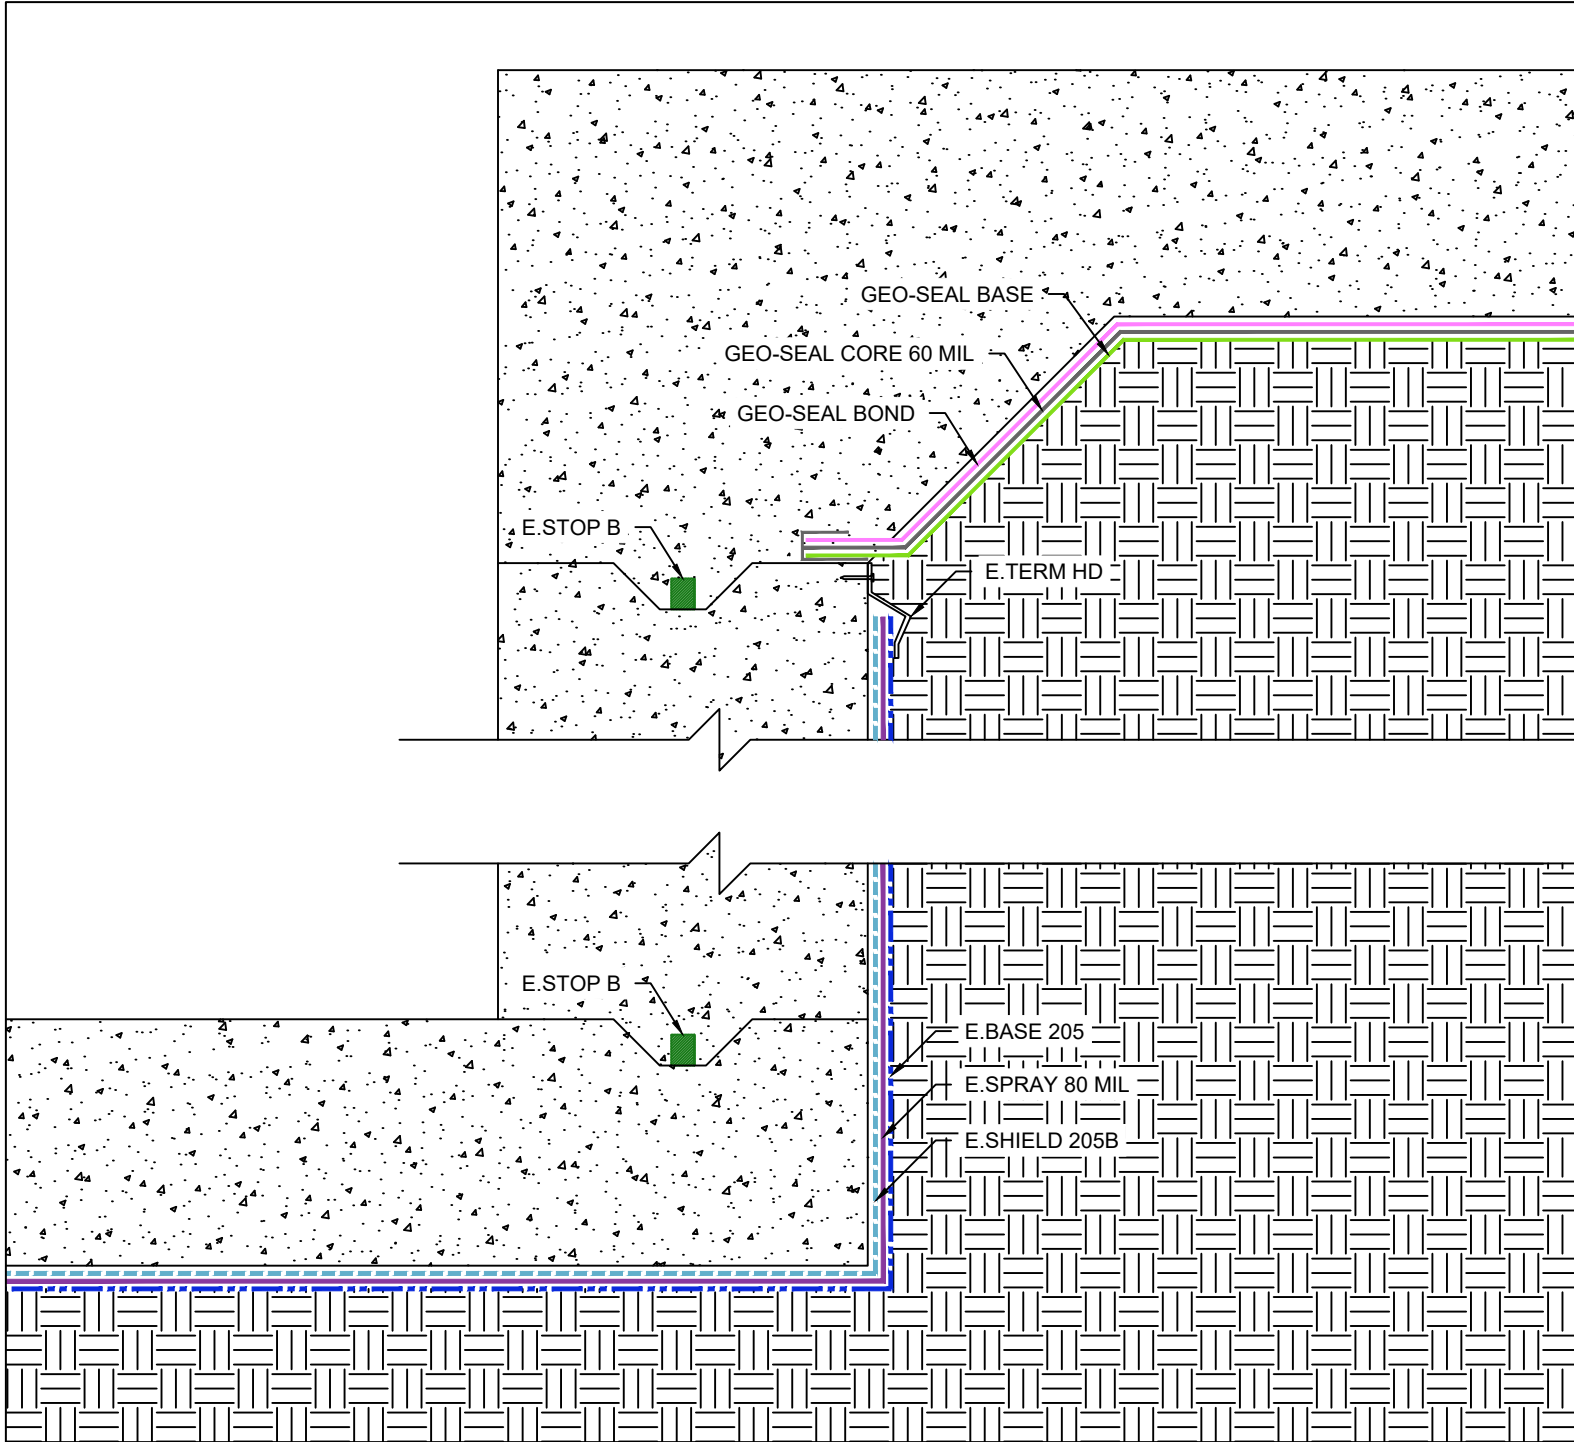 GEO-SEAL BASE
GEO-SEAL CORE 60 MIL
GEO-SEAL BOND
E.STOP B
E.TERM HD
E.STOP B
E.BASE 205
E.SPRAY 80 MIL
E.SHIELD 205B